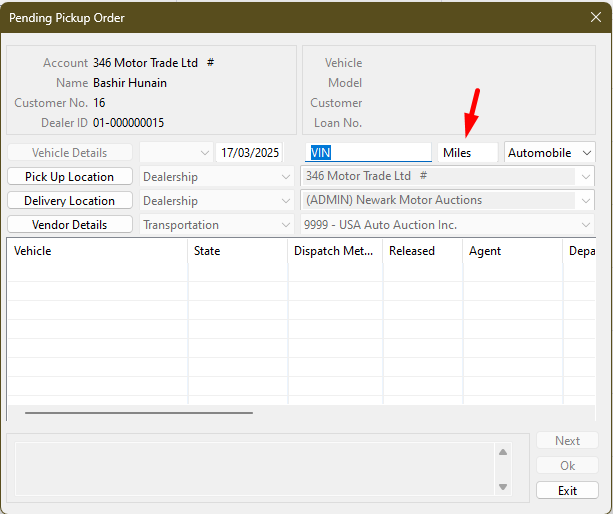 Pending Pickup Order
Account 346 Motor Trade Ltd #
Name Bashir Hunain
Customer No. 16
Dealer ID 01-000000015
Vehicle
Model
Customer
Loan No.
Vehicle Details 17/03/2025 VIN Miles Automobile
Pick Up Location Dealership 346 Motor Trade Ltd #
Delivery Location Dealership (ADMIN) Newark Motor Auctions
Vendor Details Transportation 9999 - USA Auto Auction Inc.
Vehicle State Dispatch Met... Released Agent Depa
Next
Ok
Exit